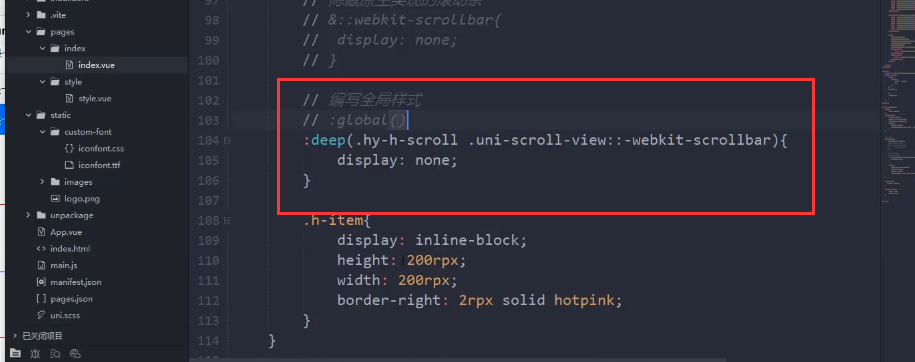 .vite
pages
index
index.vue
style
style.vue
static
custom-font
iconfont.css
iconfont.ttf
images
logo.png
unpackage
App.vue
index.html
main.js
manifest.json
pages.json
uni.scss
已关闭项目
98 // &::webkit-scrollbar{
99 //  display: none;
100 // }
101
102 // 编写全局样式
103 // :global()
104 :deep(.hy-h-scroll .uni-scroll-view::-webkit-scrollbar){
105 display: none;
106 }
107
108 .h-item{
109 display: inline-block;
110 height: 200rpx;
111 width: 200rpx;
112 border-right: 2rpx solid hotpink;
113 }
114 }